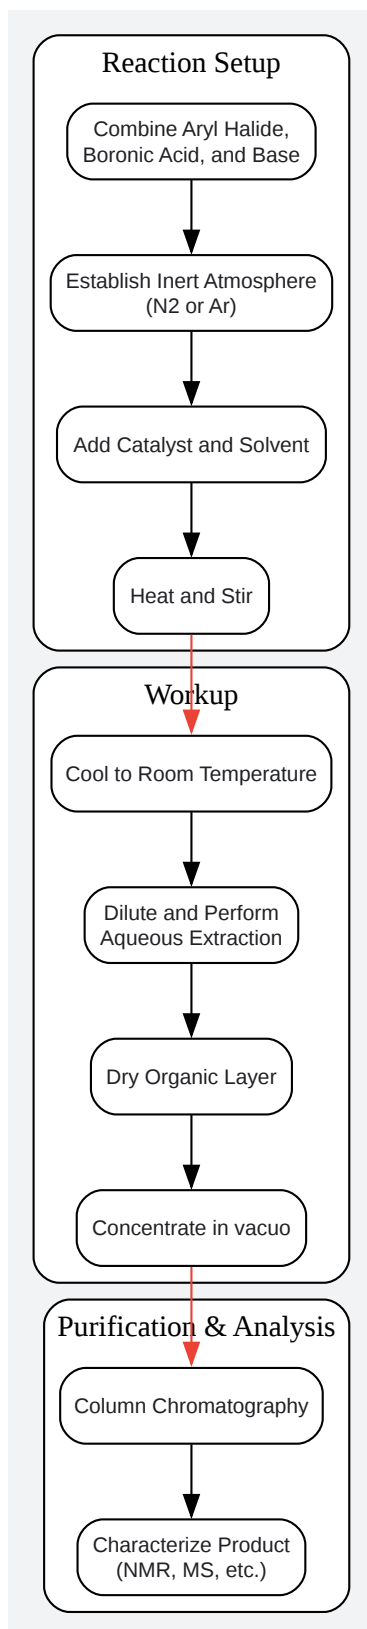 Reaction Setup
Combine Aryl Halide,
Boronic Acid, and Base
Establish Inert Atmosphere
(N2 or Ar)
Add Catalyst and Solvent
Heat and Stir
Workup
Cool to Room Temperature
Dilute and Perform
Aqueous Extraction
Dry Organic Layer
Concentrate in vacuo
Purification & Analysis
Column Chromatography
Characterize Product
(NMR, MS, etc.)